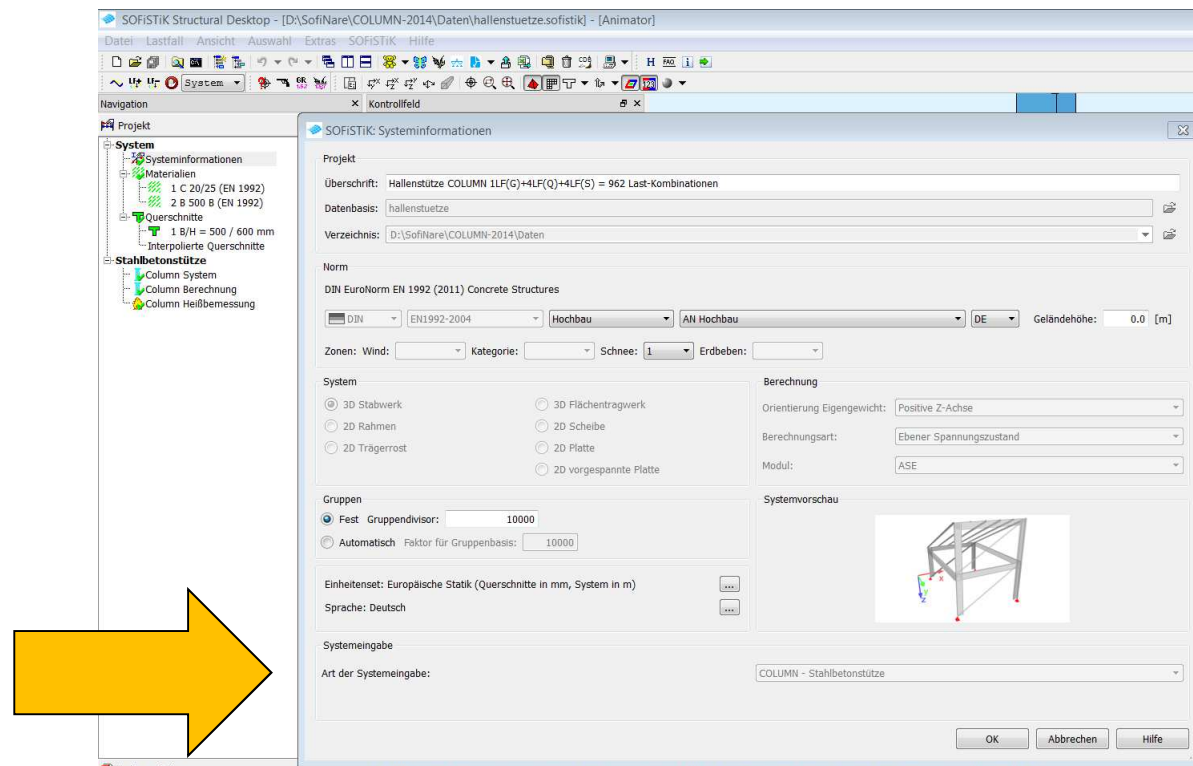 SOFiSTiK Structural Desktop - [D:\SofiNare\COLUMN-2014\Daten\hallenstuetze.sofistik] - [Animator]
Datei Lastfall Ansicht Auswahl Extras SOFiSTiK Hilfe
System
Navigation
Kontrollfeld
Projekt
System
Systeminformationen
Materialien
1 C 20/25 (EN 1992)
2 B 500 B (EN 1992)
Querschnitte
1 B/H = 500 / 600 mm
Interpolierte Querschnitte
Stahlbetonstütze
Column System
Column Berechnung
Column Heißbemessung
SOFiSTiK: Systeminformationen
Projekt
Überschrift: Hallenstütze COLUMN 1LF(G)+4LF(Q)+4LF(S) = 962 Last-Kombinationen
Datenbasis: hallenstuetze
Verzeichnis: D:\SofiNare\COLUMN-2014\Daten
Norm
DIN EuroNorm EN 1992 (2011) Concrete Structures
DIN EN1992-2004 Hochbau AN Hochbau DE Geländehöhe: 0.0 [m]
Zonen: Wind: Kategorie: Schnee: 1 Erdbeben:
System
3D Stabwerk 3D Flächentragwerk
2D Rahmen 2D Scheibe
2D Trägerrost 2D Platte
2D vorgespannte Platte
Berechnung
Orientierung Eigengewicht: Positive Z-Achse
Berechnungsart: Ebener Spannungszustand
Modul: ASE
Gruppen
Fest Gruppendivisor: 10000
Automatisch Faktor für Gruppenbasis: 10000
Systemvorschau
Einheitenset: Europäische Statik (Querschnitte in mm, System in m) ...
Sprache: Deutsch ...
Systemeingabe
Art der Systemeingabe: COLUMN - Stahlbetonstütze
OK Abbrechen Hilfe